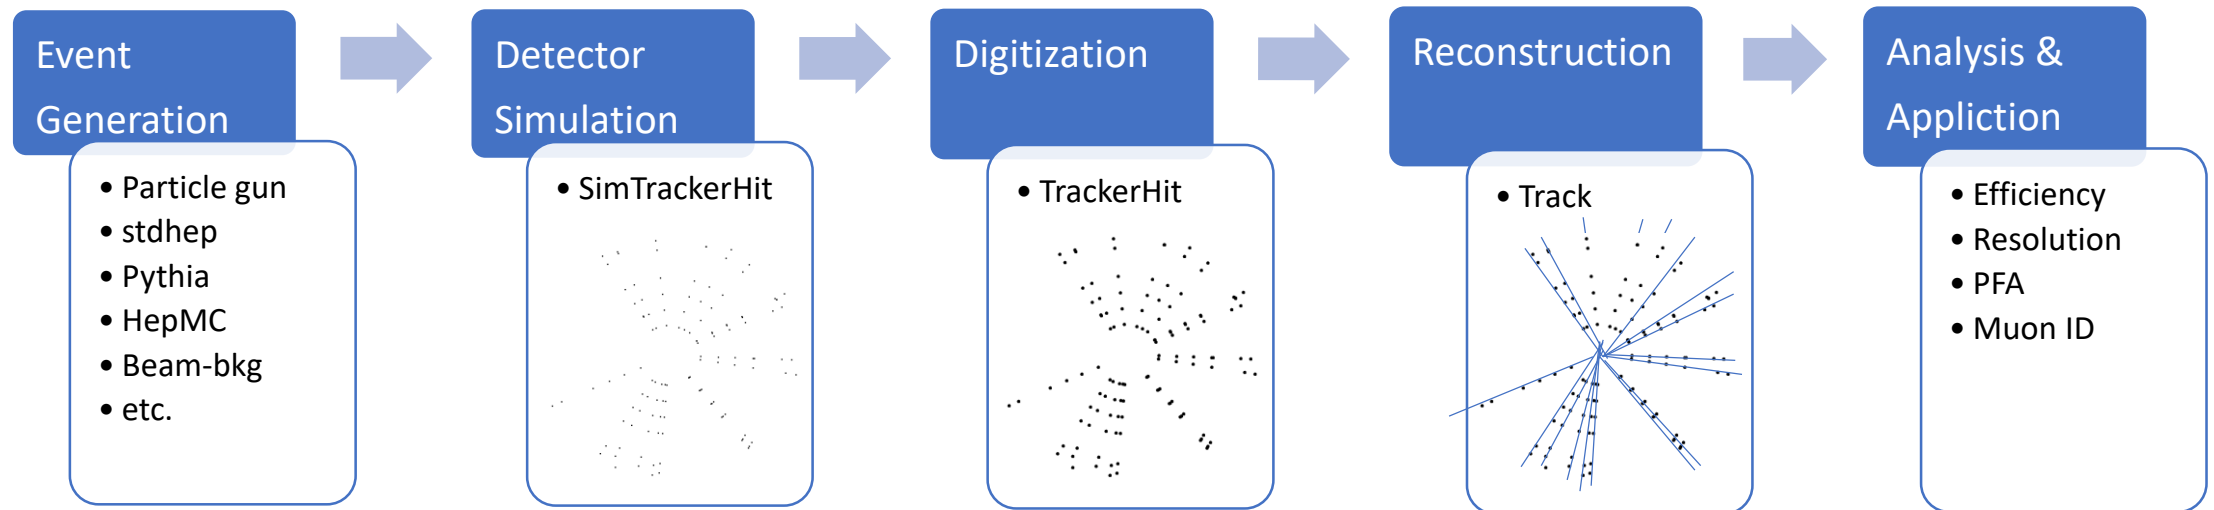 Event
Generation
• Particle gun
• stdhep
• Pythia
• HepMC
• Beam-bkg
• etc.
Detector
Simulation
• SimTrackerHit
Digitization
• TrackerHit
Reconstruction
• Track
Analysis &
Appliction
• Efficiency
• Resolution
• PFA
• Muon ID